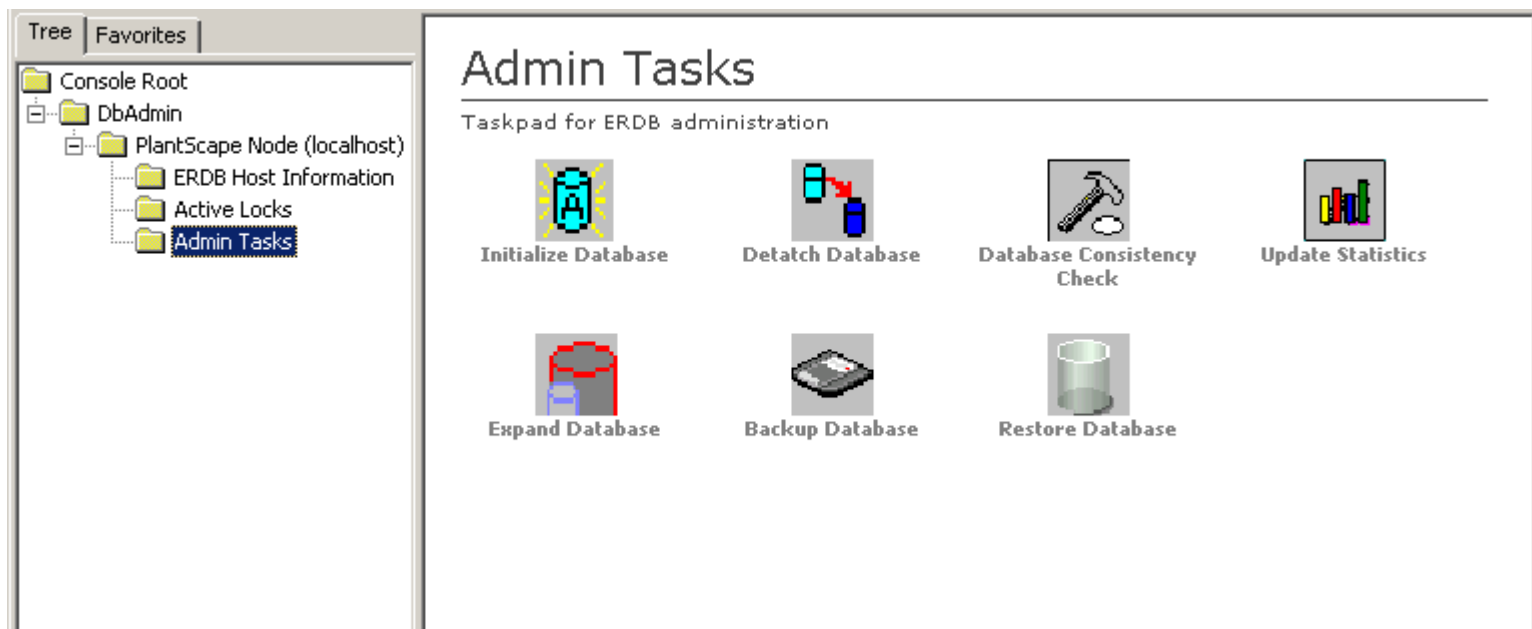 Tree
Favorites
Console Root
DbAdmin
PlantScape Node (localhost)
ERDB Host Information
Active Locks
Admin Tasks
Admin Tasks
Taskpad for ERDB administration
Initialize Database
Detatch Database
Database Consistency
Check
Update Statistics
Expand Database
Backup Database
Restore Database